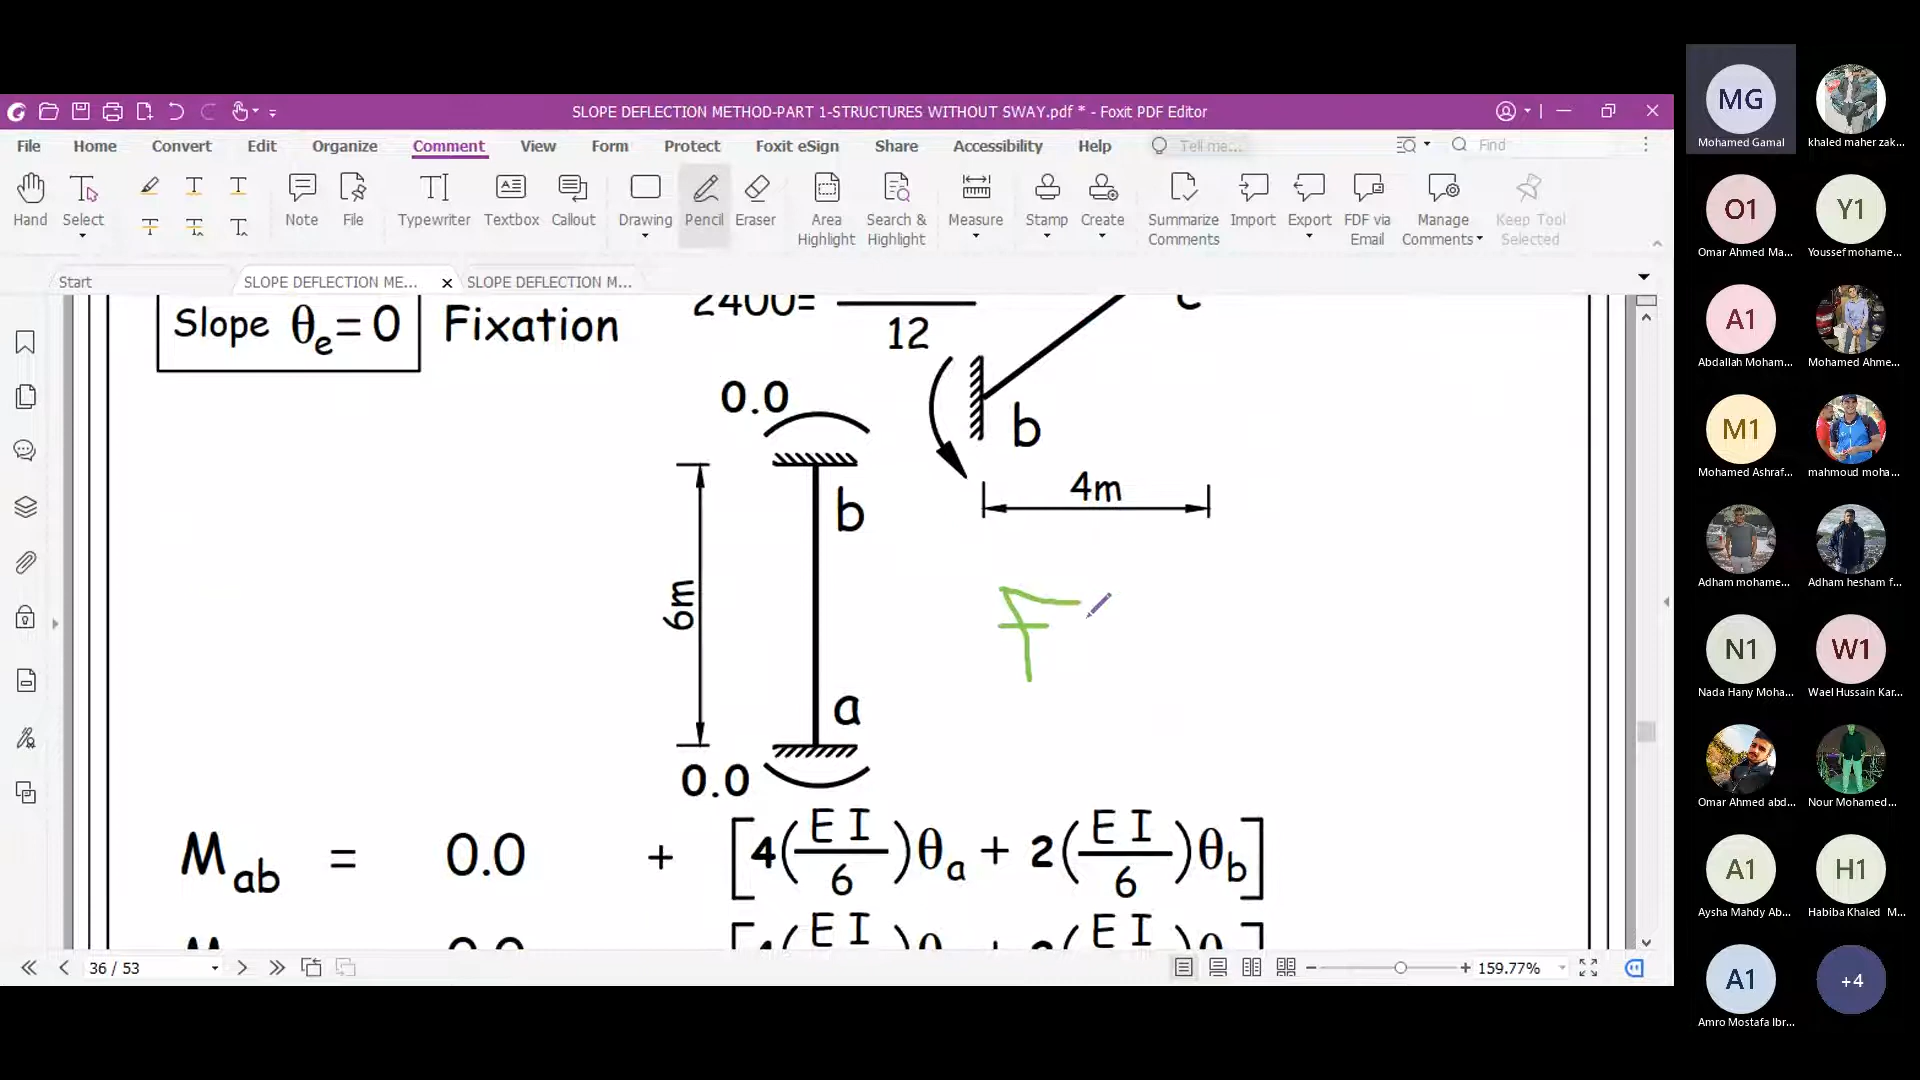 SLOPE DEFLECTION METHOD-PART 1-STRUCTURES WITHOUT SWAY.pdf * - Foxit PDF Editor
File Home Convert Edit Organize Comment View Form Protect Foxit eSign Share Accessibility Help Tell me... Find
Hand Select Note File Typewriter Textbox Callout Drawing Pencil Eraser Area Highlight Search & Highlight Measure Stamp Create Summarize Comments Import Export FDF via Email Manage Comments Keep Tool Selected
Start SLOPE DEFLECTION ME... SLOPE DEFLECTION M...
Slope θe = 0 Fixation
2400=
12
c
0.0
b
4m
b
6m
F
a
0.0
Mab = 0.0 + [4(EI/6)θa + 2(EI/6)θb]
36 / 53
159.77%
MG
Mohamed Gamal
khaled maher zak...
O1
Omar Ahmed Ma...
Y1
Youssef mohame...
A1
Abdallah Moham...
Mohamed Ahme...
M1
Mohamed Ashraf...
mahmoud moha...
Adham mohame...
Adham hesham f...
N1
Nada Hany Moha...
W1
Wael Hussain Kar...
Omar Ahmed abd...
Nour Mohamed...
A1
Aysha Mahdy Ab...
H1
Habiba Khaled M...
A1
Amro Mostafa Ibr...
+4